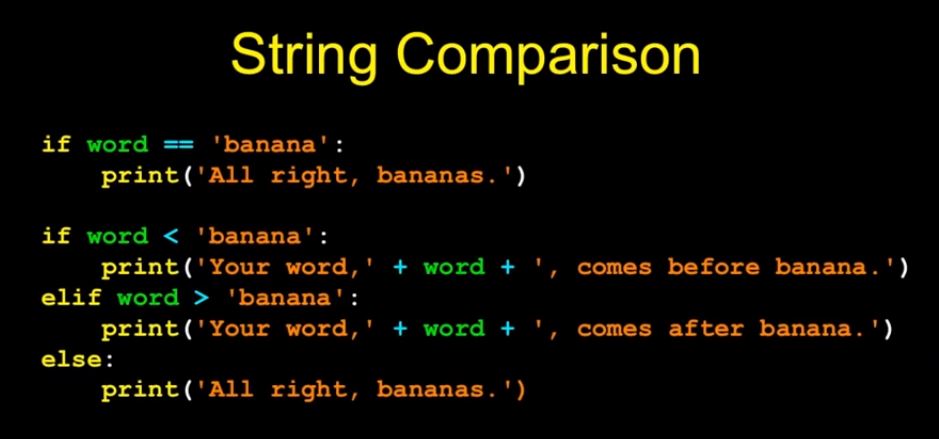 String Comparison
if word == 'banana':
    print('All right, bananas.')
if word < 'banana':
    print('Your word,' + word + ', comes before banana.')
elif word > 'banana':
    print('Your word,' + word + ', comes after banana.')
else:
    print('All right, bananas.')